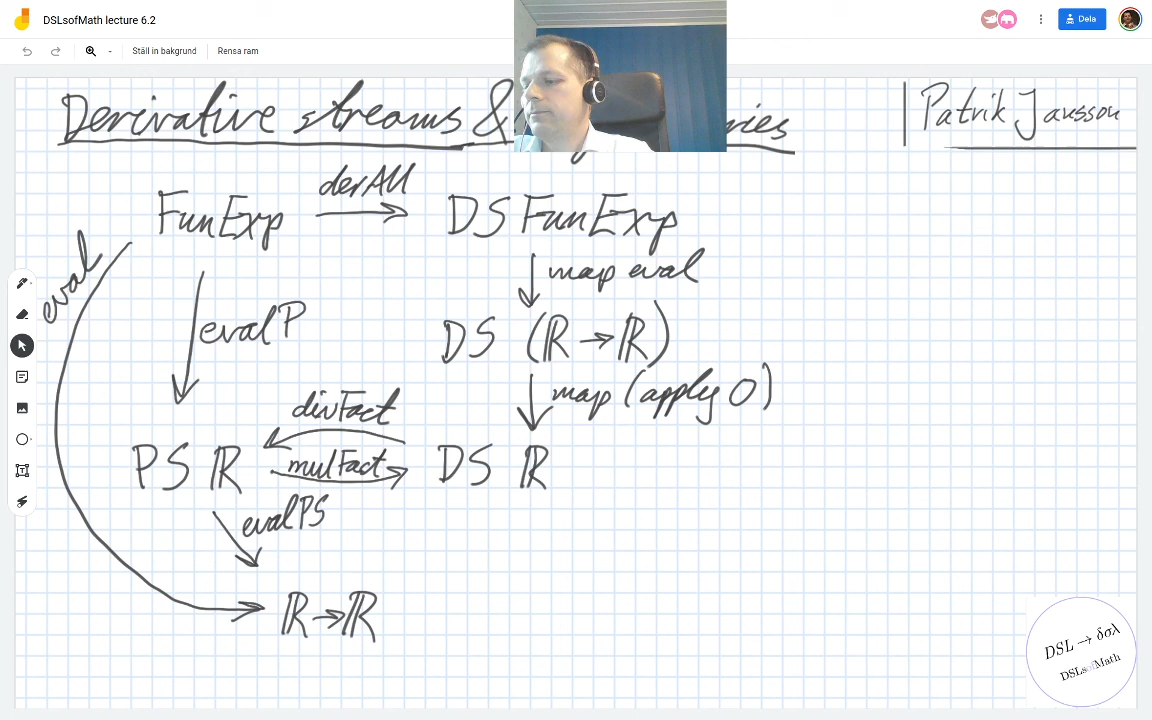 DSLsofMath lecture 6.2
Dela
Ställ in bakgrund
Rensa ram
Derivative streams &
Patrik Jansson
derAll
FunExp
DS FunExp
eval
map eval
evalP
DS (ℝ → ℝ)
map (apply 0)
divFact
PS ℝ
mulFact
DS ℝ
evalPS
ℝ → ℝ
DSL → δσλ
DSLsofMath